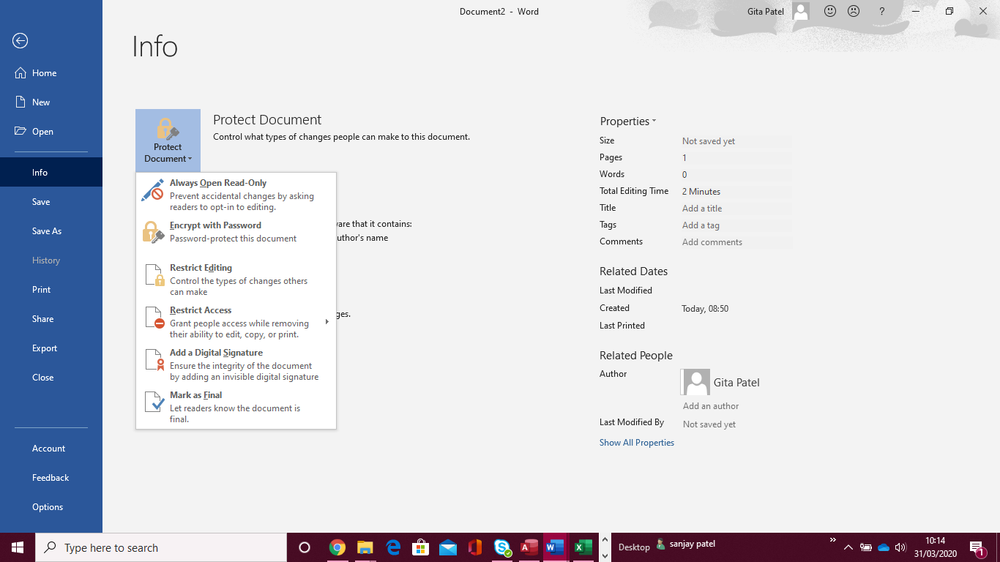 Document2 - Word
Gita Patel
?
Info
Home
New
Open
Info
Save
Save As
History
Print
Share
Export
Close
Account
Feedback
Options
Protect
Document
Protect Document
Control what types of changes people can make to this document.
Always Open Read-Only
Prevent accidental changes by asking
readers to opt-in to editing.
Encrypt with Password
Password-protect this document
Restrict Editing
Control the types of changes others
can make
Restrict Access
Grant people access while removing
their ability to edit, copy, or print.
Add a Digital Signature
Ensure the integrity of the document
by adding an invisible digital signature
Mark as Final
Let readers know the document is
final.
that it contains:
name
Properties
Size Not saved yet
Pages 1
Words 0
Total Editing Time 2 Minutes
Title Add a title
Tags Add a tag
Comments Add comments
Related Dates
Last Modified
Created Today, 08:50
Last Printed
Related People
Author Gita Patel
Add an author
Last Modified By Not saved yet
Show All Properties
Type here to search
Desktop
sanjay patel
10:14
31/03/2020
1